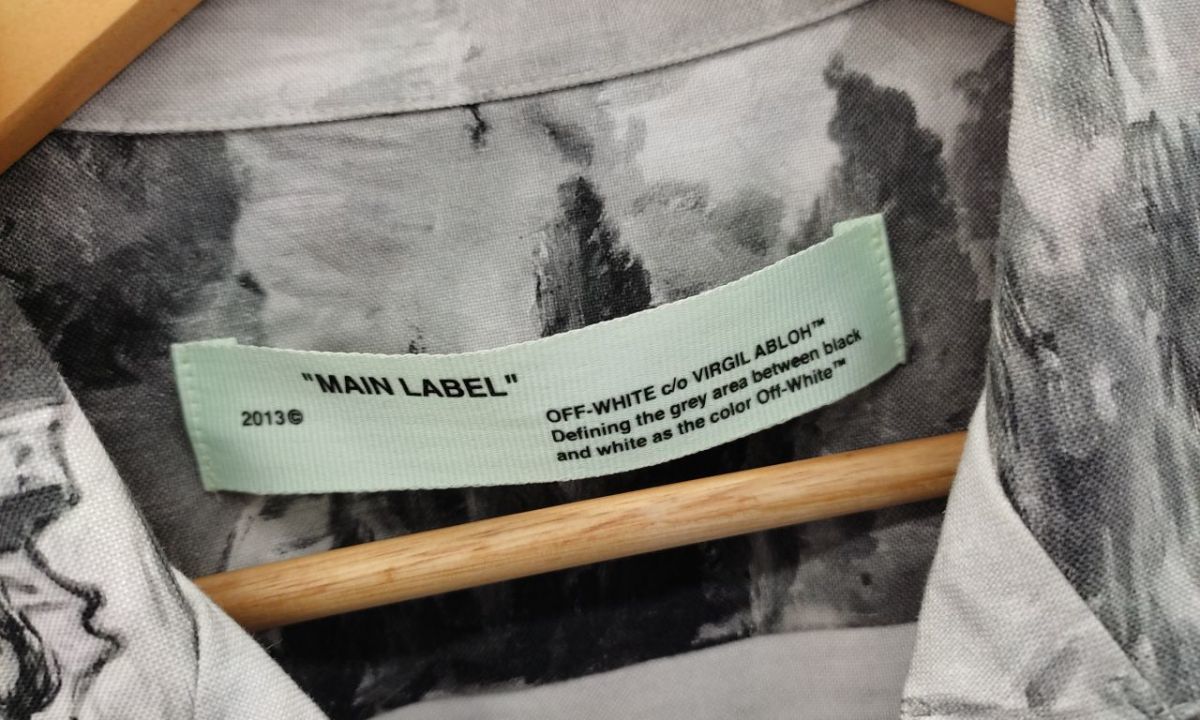 "MAIN LABEL"
2013©
OFF-WHITE c/o VIRGIL ABLOH™
Defining the grey area between black
and white as the color Off-White™